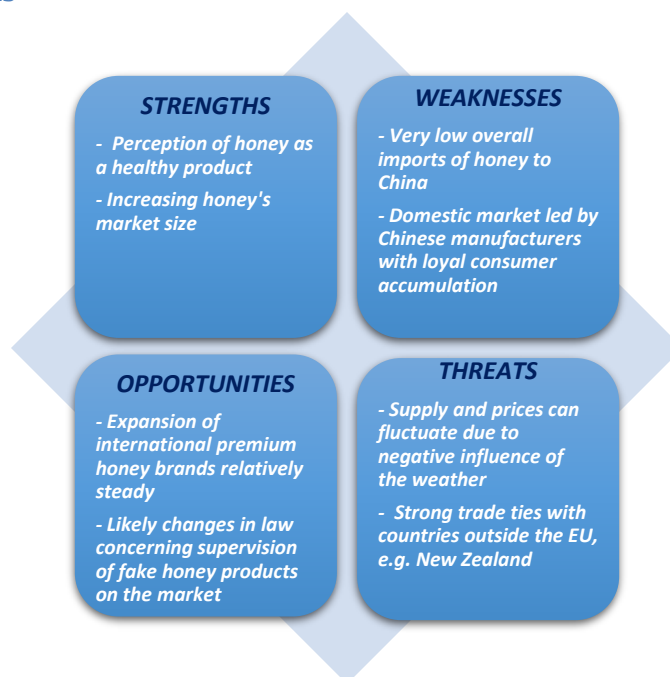 STRENGTHS
- Perception of honey as
a healthy product
- Increasing honey's
market size
WEAKNESSES
- Very low overall
imports of honey to
China
- Domestic market led by
Chinese manufacturers
with loyal consumer
accumulation
OPPORTUNITIES
- Expansion of
international premium
honey brands relatively
steady
- Likely changes in law
concerning supervision
of fake honey products
on the market
THREATS
- Supply and prices can
fluctuate due to
negative influence of
the weather
- Strong trade ties with
countries outside the EU,
e.g. New Zealand